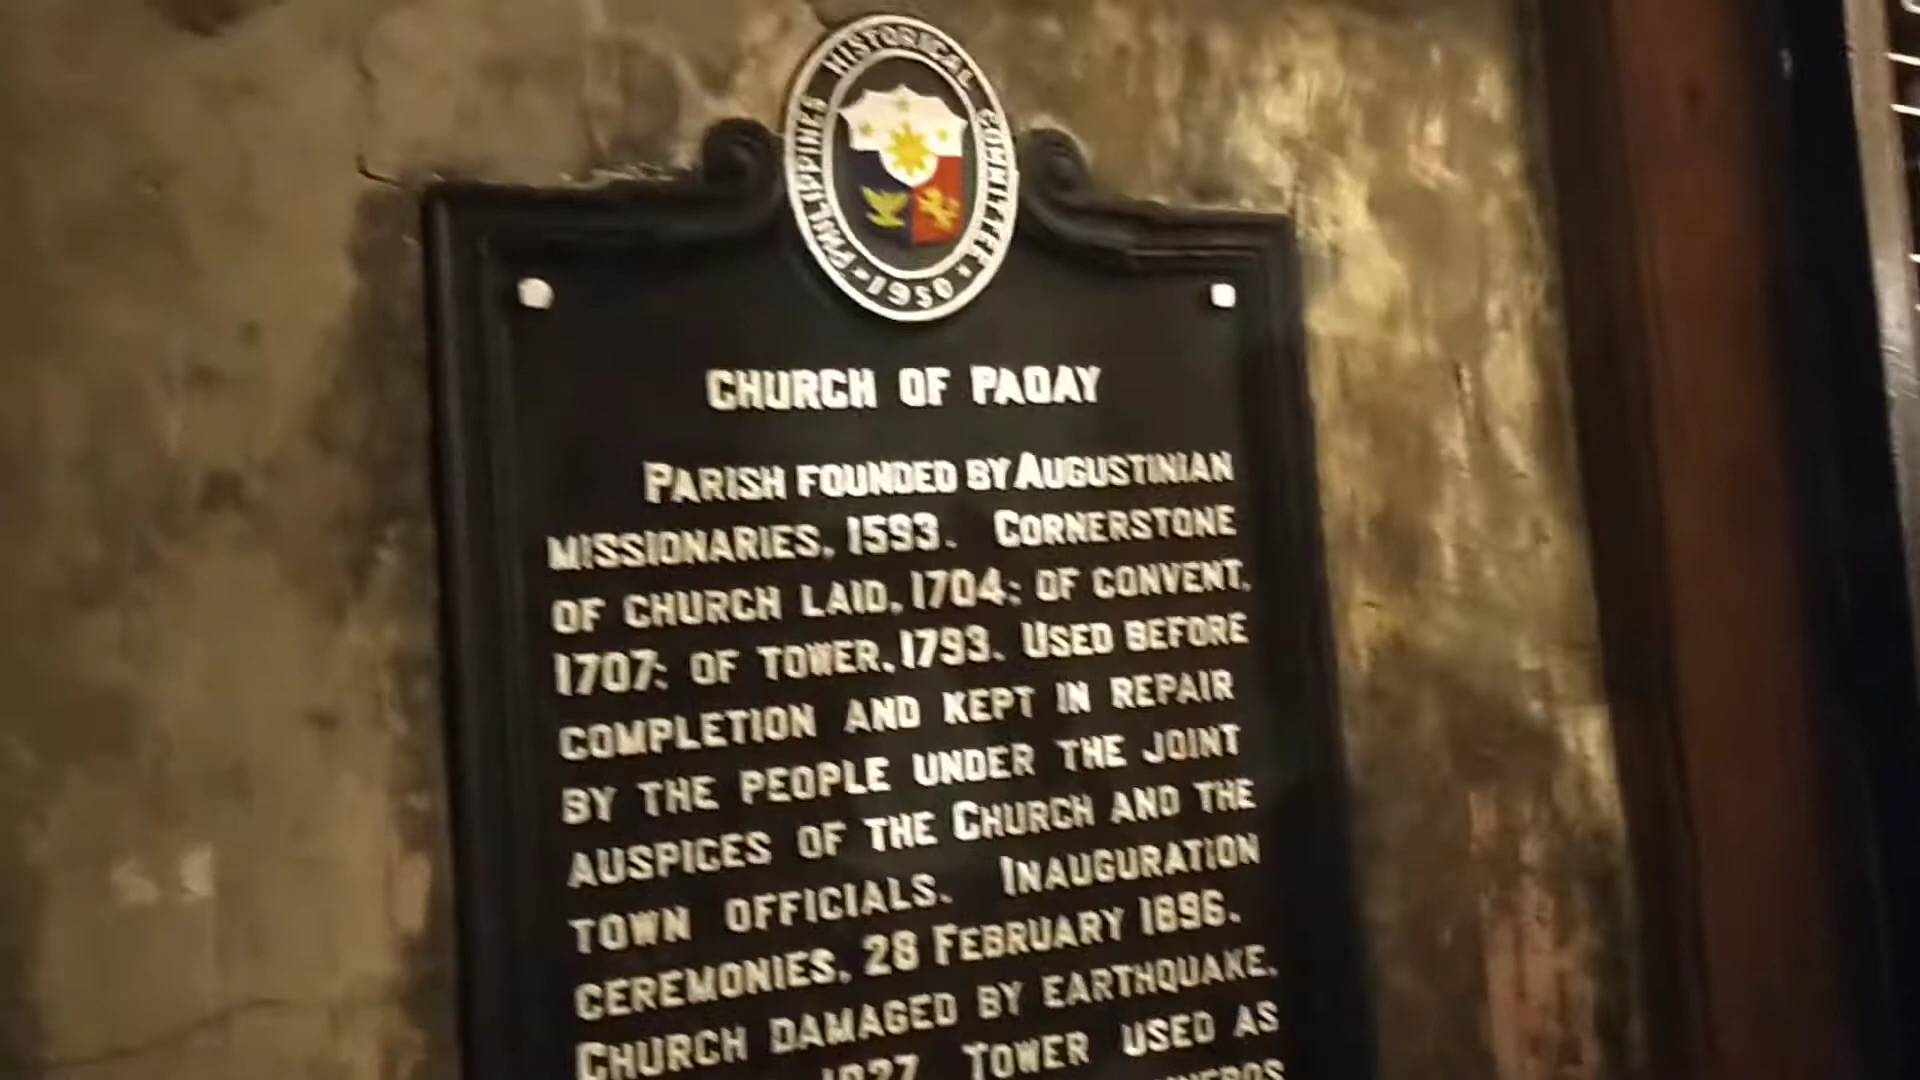 PHILIPPINES HISTORICAL COMMITTEE
• 1950 •
CHURCH OF PAOAY
PARISH FOUNDED BY AUGUSTINIAN
MISSIONARIES, 1593. CORNERSTONE
OF CHURCH LAID, 1704; OF CONVENT,
1707; OF TOWER, 1793. USED BEFORE
COMPLETION AND KEPT IN REPAIR
BY THE PEOPLE UNDER THE JOINT
AUSPICES OF THE CHURCH AND THE
TOWN OFFICIALS. INAUGURATION
CEREMONIES, 28 FEBRUARY 1896.
CHURCH DAMAGED BY EARTHQUAKE,
1927. TOWER USED AS